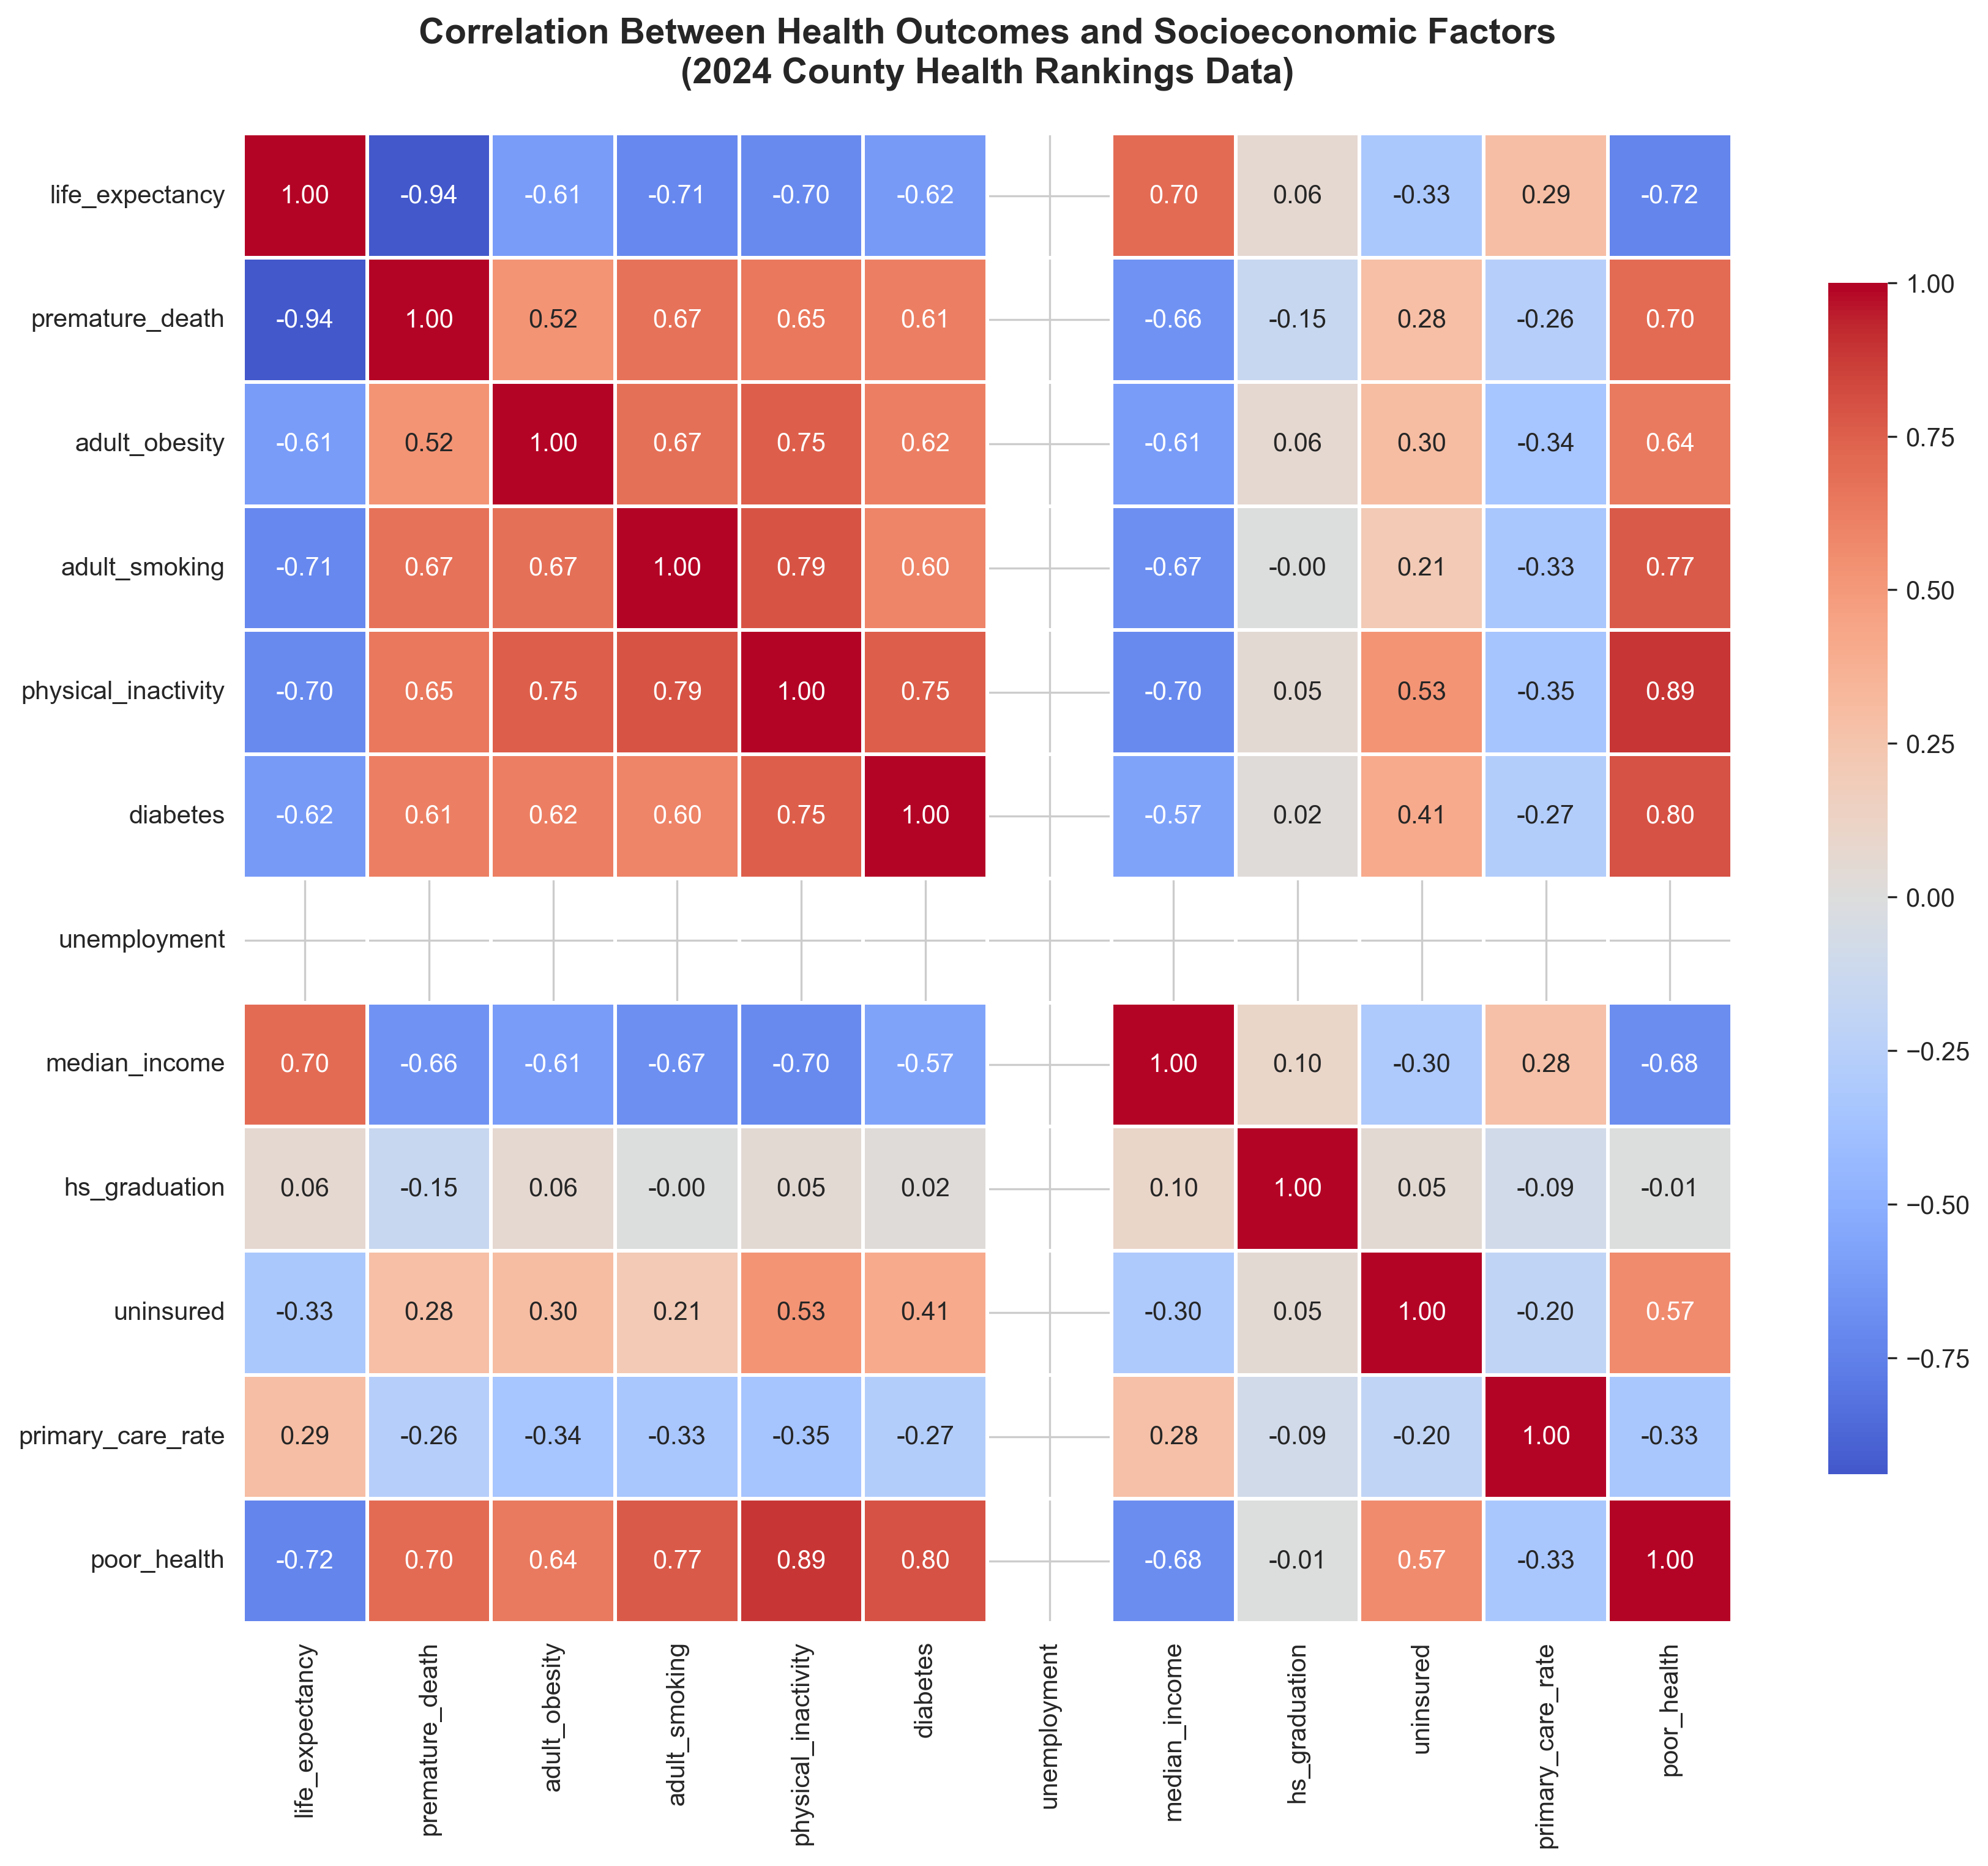 Correlation Between Health Outcomes and Socioeconomic Factors
(2024 County Health Rankings Data)
life_expectancy 1.00 -0.94 -0.61 -0.71 -0.70 -0.62 0.70 0.06 -0.33 0.29 -0.72
premature_death -0.94 1.00 0.52 0.67 0.65 0.61 -0.66 -0.15 0.28 -0.26 0.70
adult_obesity -0.61 0.52 1.00 0.67 0.75 0.62 -0.61 0.06 0.30 -0.34 0.64
adult_smoking -0.71 0.67 0.67 1.00 0.79 0.60 -0.67 -0.00 0.21 -0.33 0.77
physical_inactivity -0.70 0.65 0.75 0.79 1.00 0.75 -0.70 0.05 0.53 -0.35 0.89
diabetes -0.62 0.61 0.62 0.60 0.75 1.00 -0.57 0.02 0.41 -0.27 0.80
unemployment
median_income 0.70 -0.66 -0.61 -0.67 -0.70 -0.57 1.00 0.10 -0.30 0.28 -0.68
hs_graduation 0.06 -0.15 0.06 -0.00 0.05 0.02 0.10 1.00 0.05 -0.09 -0.01
uninsured -0.33 0.28 0.30 0.21 0.53 0.41 -0.30 0.05 1.00 -0.20 0.57
primary_care_rate 0.29 -0.26 -0.34 -0.33 -0.35 -0.27 0.28 -0.09 -0.20 1.00 -0.33
poor_health -0.72 0.70 0.64 0.77 0.89 0.80 -0.68 -0.01 0.57 -0.33 1.00
life_expectancy
premature_death
adult_obesity
adult_smoking
physical_inactivity
diabetes
unemployment
median_income
hs_graduation
uninsured
primary_care_rate
poor_health
1.00
0.75
0.50
0.25
0.00
−0.25
−0.50
−0.75